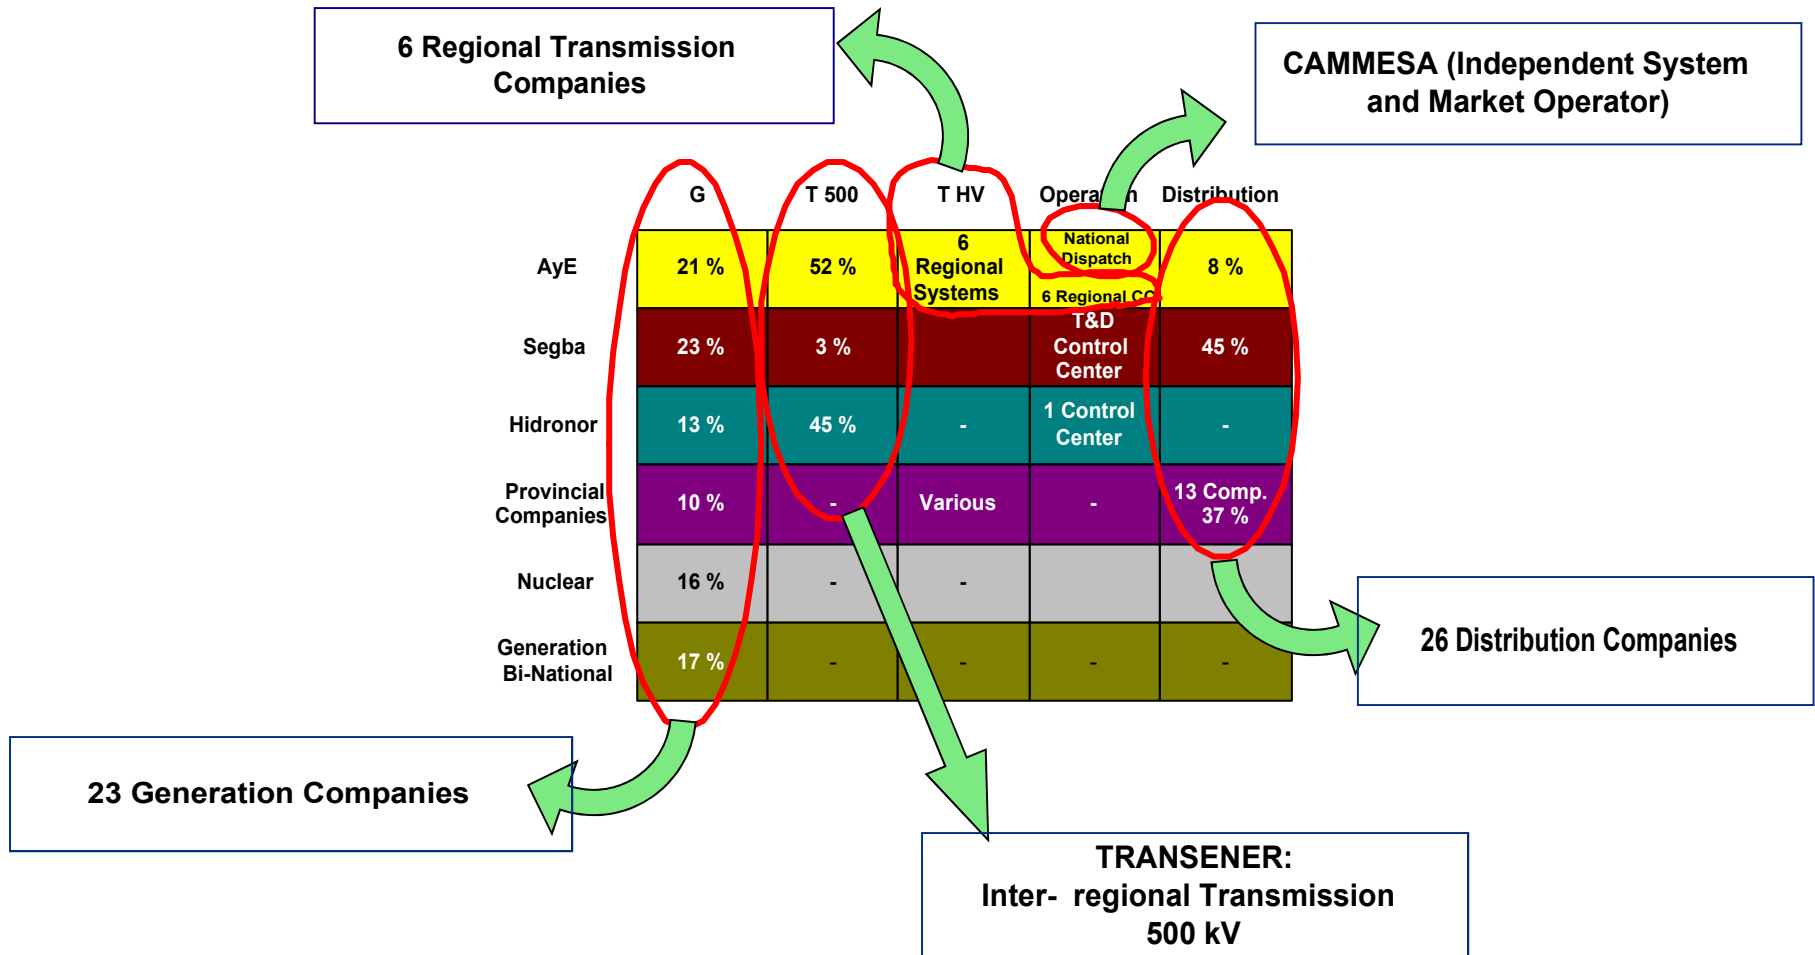 6 Regional Transmission
Companies
CAMMESA (Independent System
and Market Operator)
G T 500 T HV Operation Distribution
AyE
21 %
52 %
6
Regional
Systems
National
Dispatch
6 Regional CC
8 %
Segba
23 %
3 %
T&D
Control
Center
45 %
Hidronor
13 %
45 %
-
1 Control
Center
-
Provincial
Companies
10 %
-
Various
-
13 Comp.
37 %
Nuclear
16 %
-
-
Generation
Bi-National
17 %
-
-
-
-
26 Distribution Companies
23 Generation Companies
TRANSENER:
Inter- regional Transmission
500 kV